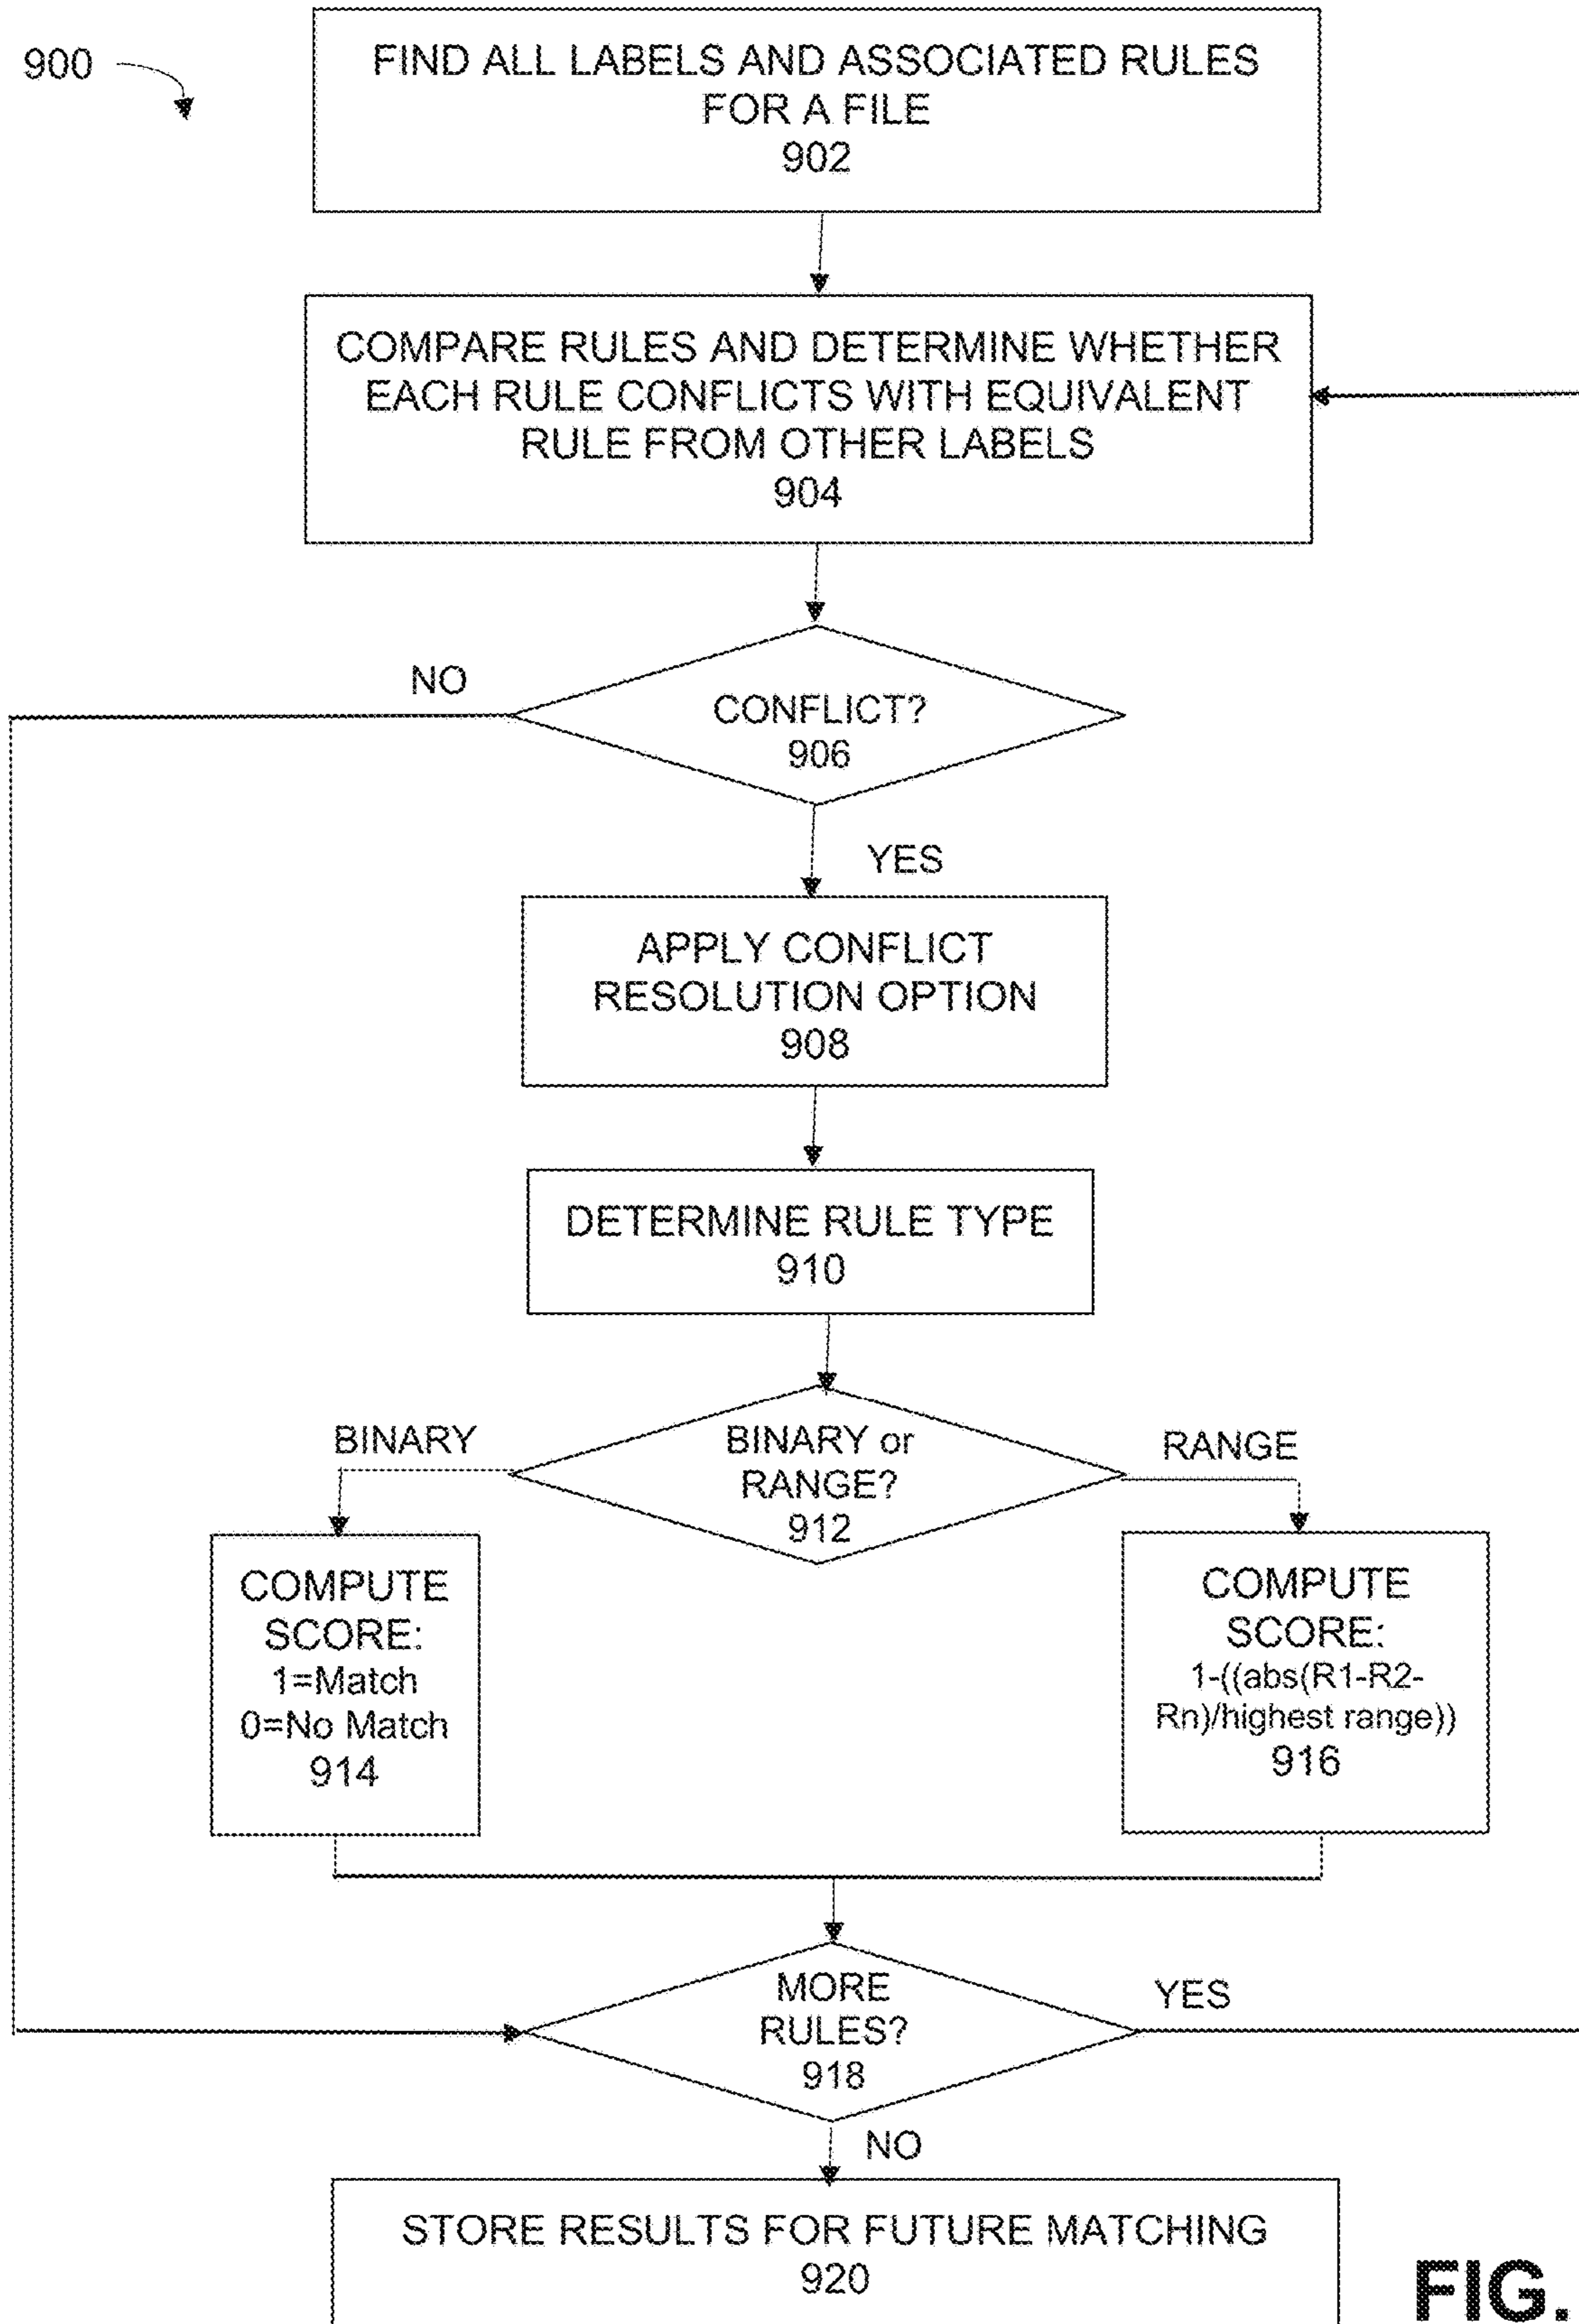 900
FIND ALL LABELS AND ASSOCIATED RULES
FOR A FILE
902
COMPARE RULES AND DETERMINE WHETHER
EACH RULE CONFLICTS WITH EQUIVALENT
RULE FROM OTHER LABELS
904
NO
CONFLICT?
906
YES
APPLY CONFLICT
RESOLUTION OPTION
908
DETERMINE RULE TYPE
910
BINARY
BINARY or
RANGE?
912
RANGE
COMPUTE
SCORE:
1=Match
0=No Match
914
COMPUTE
SCORE:
1-((abs(R1-R2-
Rn)/highest range))
916
MORE
RULES?
918
YES
NO
STORE RESULTS FOR FUTURE MATCHING
920
FIG.